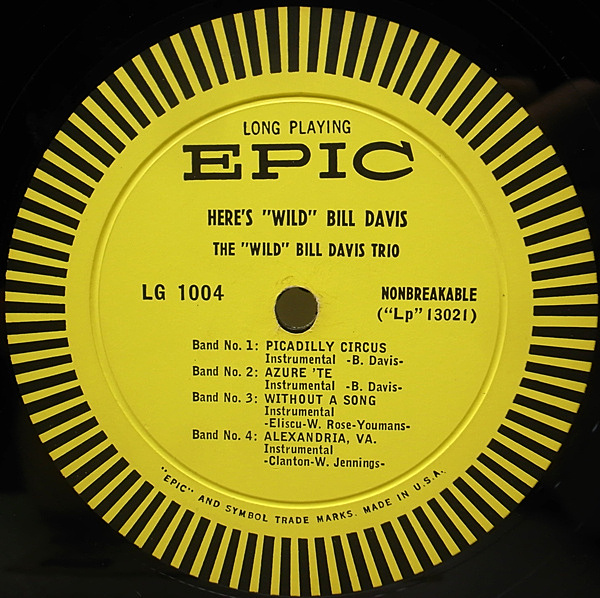 LONG PLAYING
EPIC
HERE'S "WILD" BILL DAVIS
THE "WILD" BILL DAVIS TRIO
LG 1004
NONBREAKABLE
("Lp" 13021)
Band No. 1: PICADILLY CIRCUS
Instrumental -B. Davis-
Band No. 2: AZURE 'TE
Instrumental -B. Davis-
Band No. 3: WITHOUT A SONG
Instrumental
-Eliscu-W. Rose-Youmans-
Band No. 4: ALEXANDRIA, VA.
Instrumental
-Clanton-W. Jennings-
"EPIC" AND SYMBOL TRADE MARKS. MADE IN U.S.A.